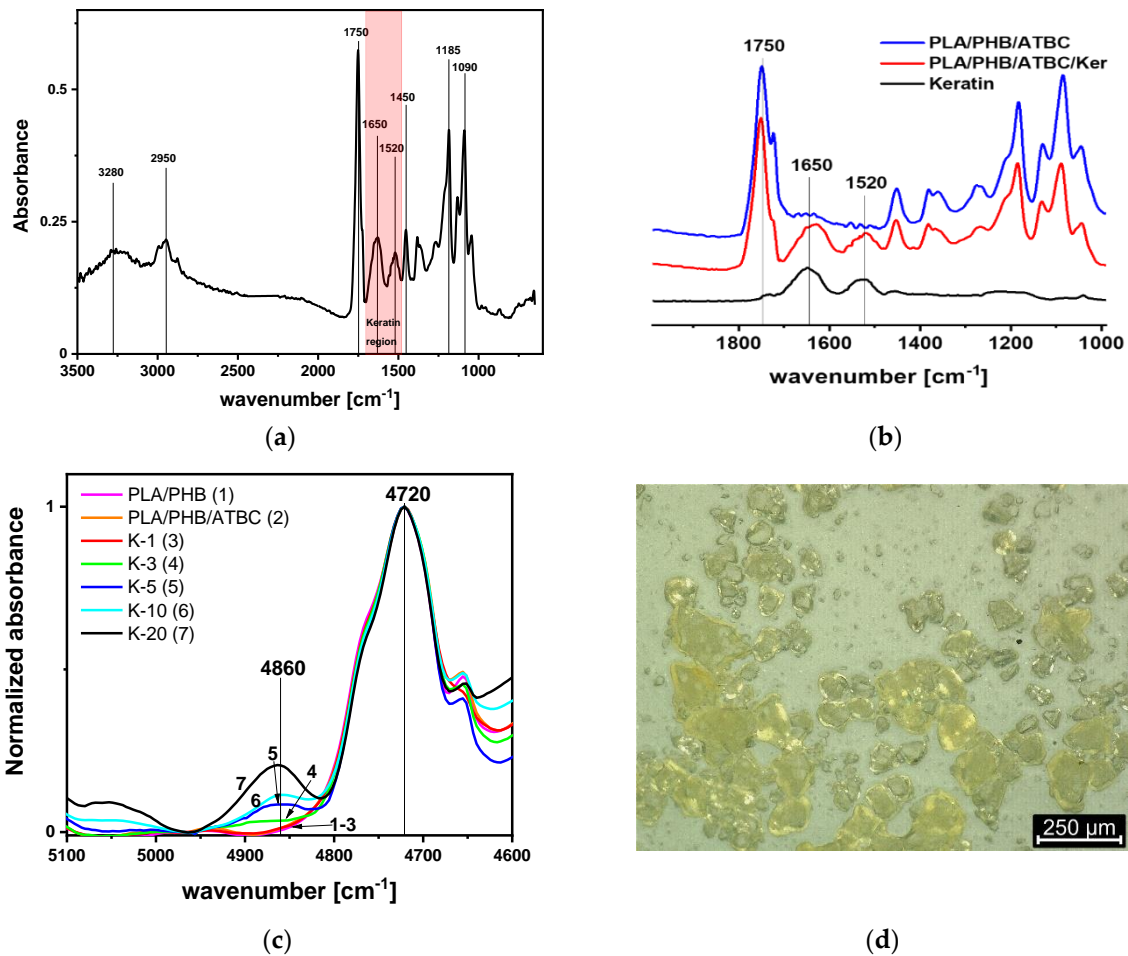 0.5
0.25
0
Absorbance
3280
2950
1750
1650
1520
1450
1185
1090
Keratin
region
3500
3000
2500
2000
1500
1000
wavenumber [cm-1]
(a)
1750
1650
1520
PLA/PHB/ATBC
PLA/PHB/ATBC/Ker
Keratin
1800
1600
1400
1200
1000
wavenumber [cm-1]
(b)
PLA/PHB (1)
PLA/PHB/ATBC (2)
K-1 (3)
K-3 (4)
K-5 (5)
K-10 (6)
K-20 (7)
4720
4860
5
7
6
4
1-3
1
0
Normalized absorbance
5100
5000
4900
4800
4700
4600
wavenumber [cm-1]
(c)
250 µm
(d)